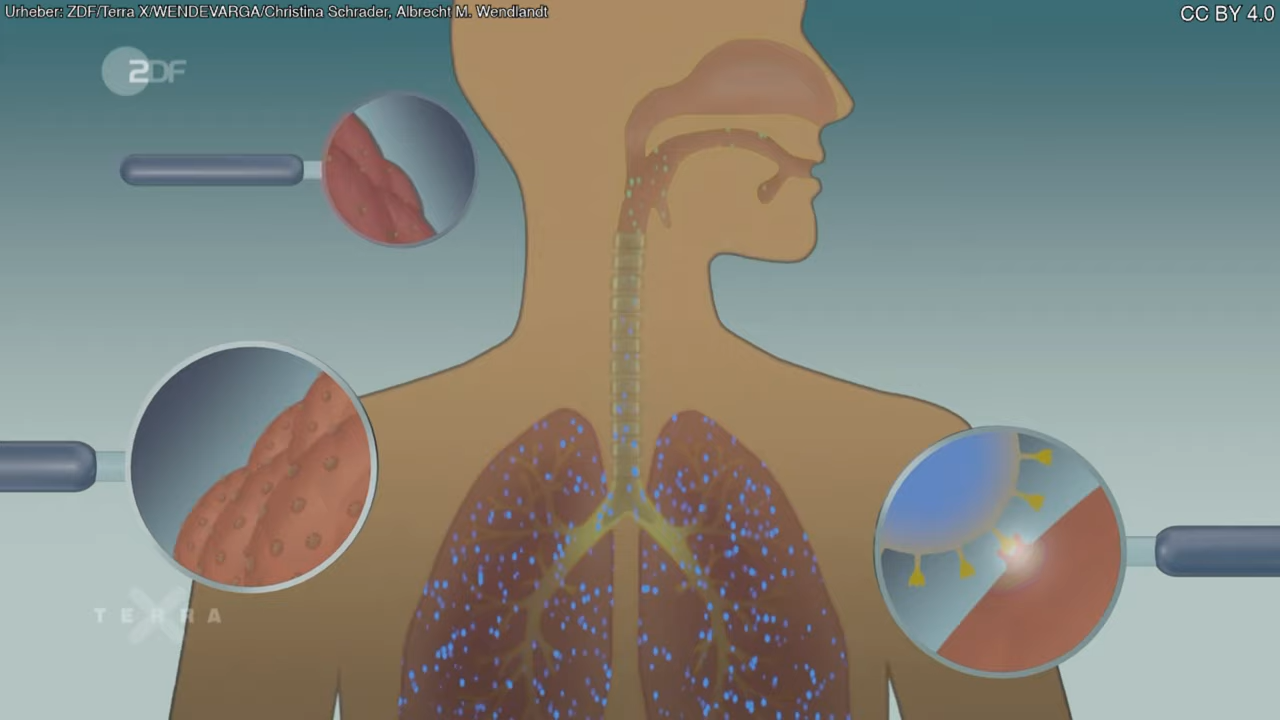 Urheber: ZDF/Terra X/WENDEVARGA/Christina Schrader, Albrecht M. Wendlandt
CC BY 4.0
ZDF
TERRA X